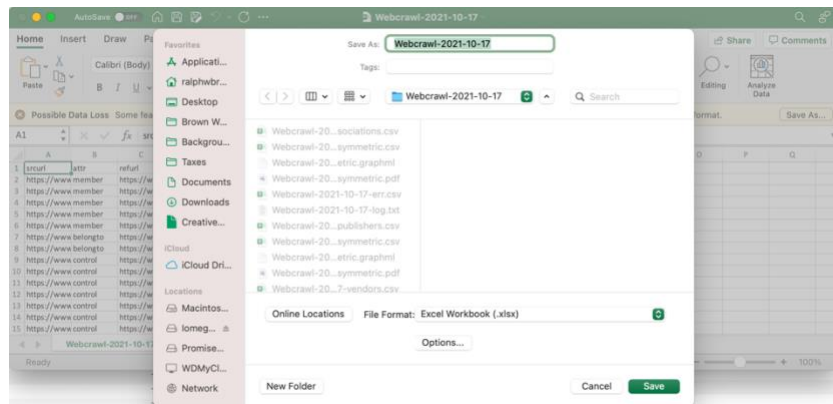 AutoSave OFF
Webcrawl-2021-10-17
Home Insert Draw Pa
Share Comments
Paste
Calibri (Body)
B I U
Editing
Analyze Data
Possible Data Loss Some fea
format.
Save As...
A1
fx
A B C
O P Q
1 srcurl attr refurl
2 https://www member https://w
3 https://www member https://w
4 https://www member https://w
5 https://www member https://w
6 https://www member https://w
7 https://www belongto https://w
8 https://www belongto https://w
9 https://www control https://w
10 https://www control https://w
11 https://www control https://w
12 https://www control https://w
13 https://www control https://w
14 https://www control https://w
15 https://www control https://w
Webcrawl-2021-10-17
Ready
100%
Favorites
Applicati...
ralphwbr...
Desktop
Brown W...
Backgrou...
Taxes
Documents
Downloads
Creative...
iCloud
iCloud Dri...
Locations
Macintos...
Iomeg...
Promise...
WDMyCl...
Network
Save As: Webcrawl-2021-10-17
Tags:
Webcrawl-2021-10-17
Search
Webcrawl-20...sociations.csv
Webcrawl-20...symmetric.csv
Webcrawl-20...etric.graphml
Webcrawl-20...symmetric.pdf
Webcrawl-2021-10-17-err.csv
Webcrawl-2021-10-17-log.txt
Webcrawl-20...publishers.csv
Webcrawl-20...symmetric.csv
Webcrawl-20...etric.graphml
Webcrawl-20...symmetric.pdf
Webcrawl-20...7-vendors.csv
Online Locations File Format: Excel Workbook (.xlsx)
Options...
New Folder Cancel Save